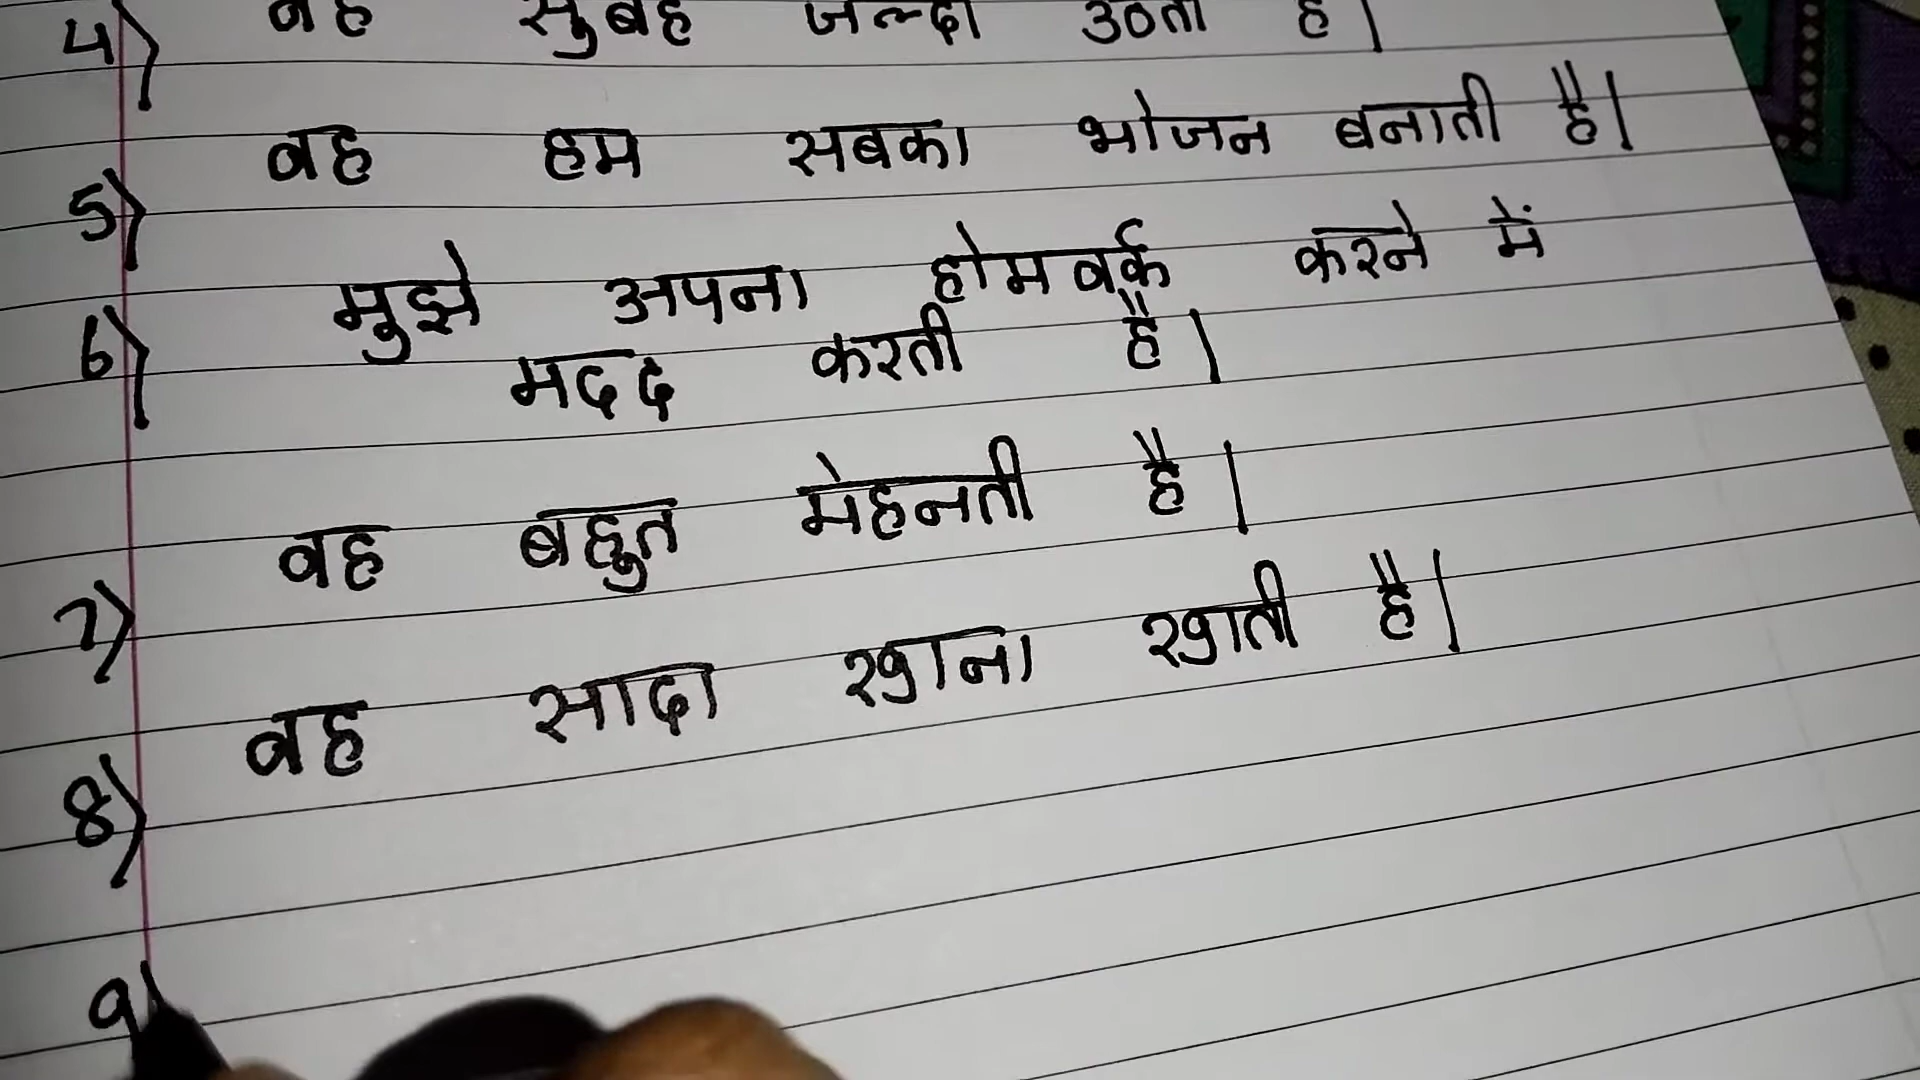 4) वह सुबह जल्दी उठती है।
5) वह हम सबका भोजन बनाती है।
6) मुझे अपना होमवर्क करने में
मदद करती है।
7) वह बहुत मेहनती है।
8) वह सादा खाना खाती है।
9)